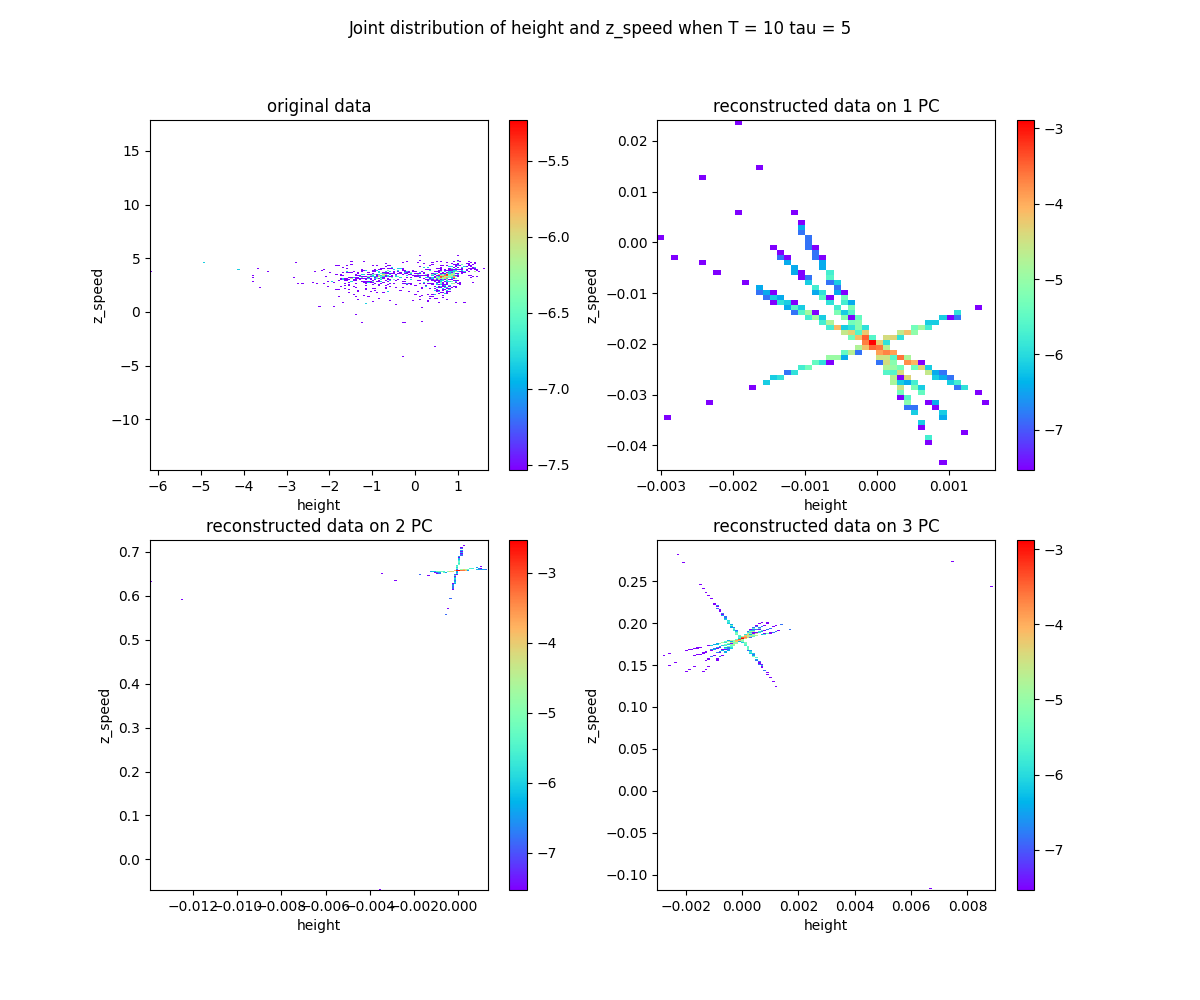 Joint distribution of height and z_speed when T = 10 tau = 5
original data
15
10
5
0
−5
−10
z_speed
−6 −5 −4 −3 −2 −1 0 1
height
−5.5
−6.0
−6.5
−7.0
−7.5
reconstructed data on 1 PC
0.02
0.01
0.00
−0.01
−0.02
−0.03
−0.04
z_speed
−0.003 −0.002 −0.001 0.000 0.001
height
−3
−4
−5
−6
−7
reconstructed data on 2 PC
0.7
0.6
0.5
0.4
0.3
0.2
0.1
0.0
z_speed
−0.012 −0.010 −0.008 −0.006 −0.004 −0.002 0.000
height
−3
−4
−5
−6
−7
reconstructed data on 3 PC
0.25
0.20
0.15
0.10
0.05
0.00
−0.05
−0.10
z_speed
−0.002 0.000 0.002 0.004 0.006 0.008
height
−3
−4
−5
−6
−7